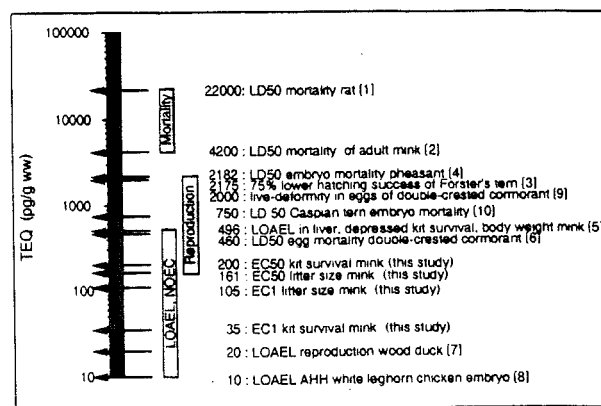 100000
10000
1000
100
10
TEQ (pg/g ww)
Mortality
Reproduction
LOAEL, NOEC
22000: LD50 mortality rat [1]
4200 : LD50 mortality of adult mink [2]
2182 : LD50 embryo mortality pheasant [4]
2175 : 75% lower hatching success of Forster's tern [3]
2000 : live-deformity in eggs of double-crested cormorant [9]
750 : LD 50 Caspian tern embryo mortality [10]
496 : LOAEL in liver, depressed kit survival, body weight mink [5]
460 : LD50 egg mortality double-crested cormorant [6]
200 : EC50 kit survival mink (this study)
161 : EC50 litter size mink (this study)
105 : EC1 litter size mink (this study)
35 : EC1 kit survival mink (this study)
20 : LOAEL reproduction wood duck [7]
10 : LOAEL AHH white leghorn chicken embryo [8]